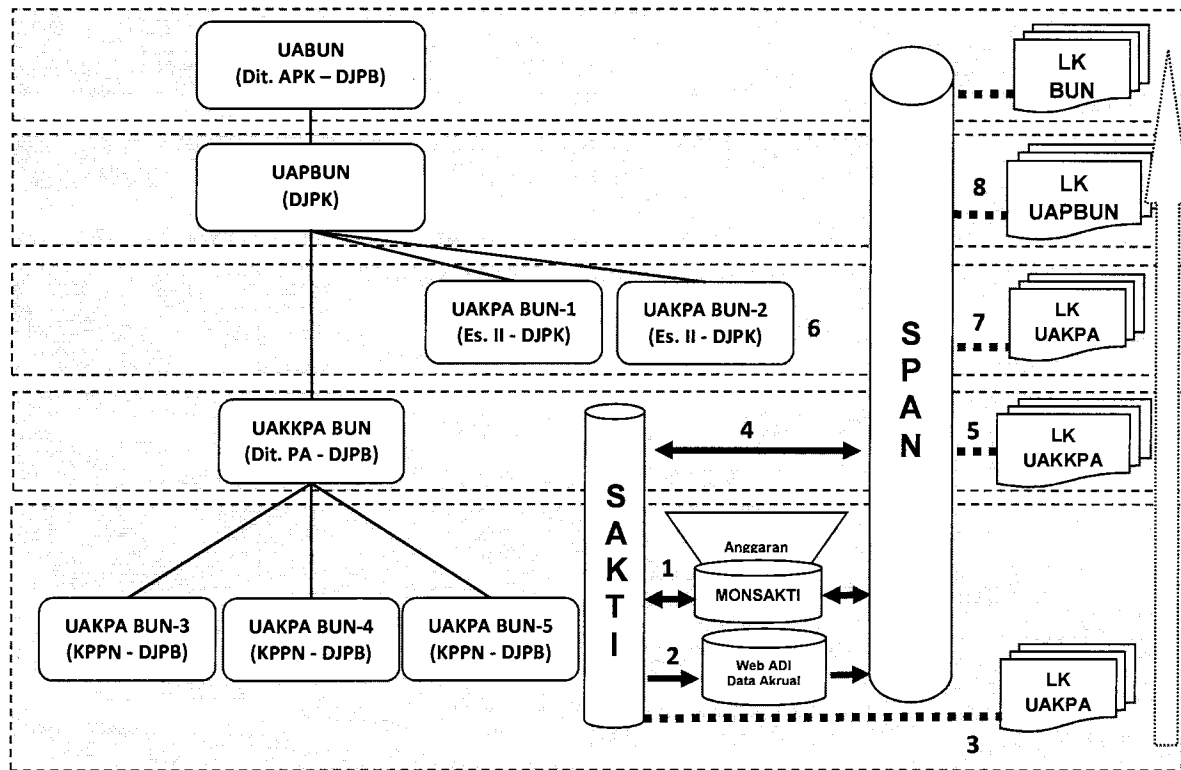 UABUN
(Dit. APK – DJPB)
LK
BUN
UAPBUN
(DJPK)
8
LK
UAPBUN
UAKPA BUN-1
(Es. II - DJPK)
UAKPA BUN-2
(Es. II - DJPK)
6
7
LK
UAKPA
SPAN
UAKKPA BUN
(Dit. PA - DJPB)
4
5
LK
UAKKPA
SAKTI
Anggaran
1
MONSAKTI
UAKPA BUN-3
(KPPN - DJPB)
UAKPA BUN-4
(KPPN - DJPB)
UAKPA BUN-5
(KPPN - DJPB)
2
Web ADI
Data Akrual
LK
UAKPA
3